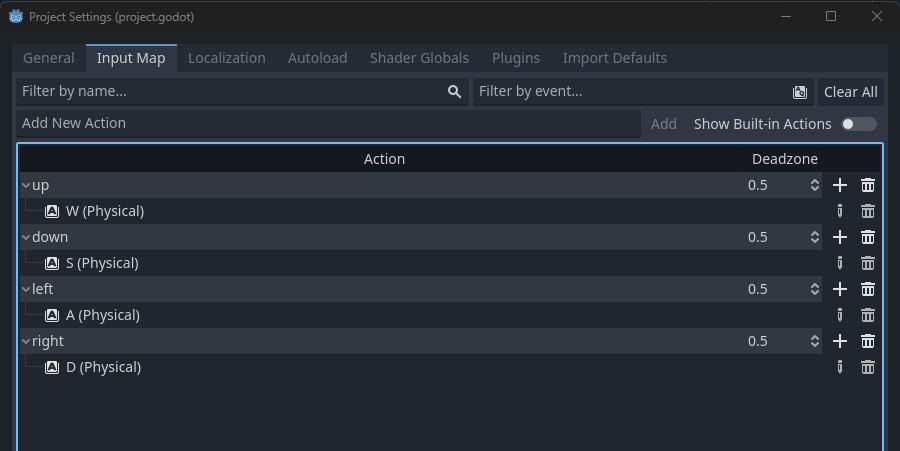 Project Settings (project.godot)
General Input Map Localization Autoload Shader Globals Plugins Import Defaults
Filter by name... Filter by event... Clear All
Add New Action Add Show Built-in Actions
Action Deadzone
up 0.5
W (Physical)
down 0.5
S (Physical)
left 0.5
A (Physical)
right 0.5
D (Physical)